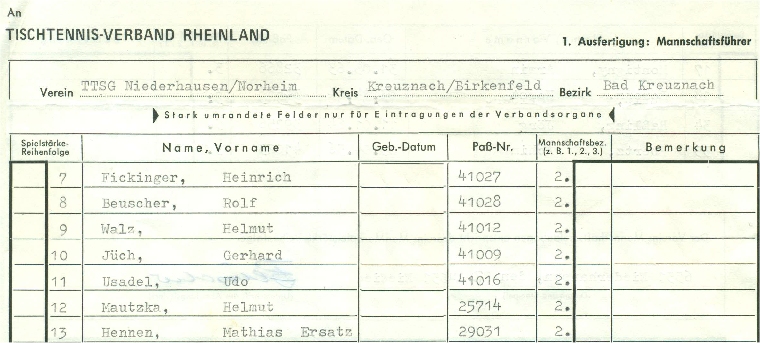 An
TISCHTENNIS-VERBAND RHEINLAND
1. Ausfertigung: Mannschaftsführer
Verein TTSG Niederhausen/Norheim Kreis Kreuznach/Birkenfeld Bezirk Bad Kreuznach
Stark umrandete Felder nur für Eintragungen der Verbandsorgane
Spielstärke-Reihenfolge Name, Vorname Geb.-Datum Paß-Nr. Mannschaftsbez. (z. B. 1., 2., 3.) Bemerkung
7 Fickinger, Heinrich 41027 2.
8 Beuscher, Rolf 41028 2.
9 Walz, Helmut 41012 2.
10 Jüch, Gerhard 41009 2.
11 Usadel, Udo 41016 2.
12 Mautzka, Helmut 25714 2.
13 Hennen, Mathias Ersatz 29031 2.